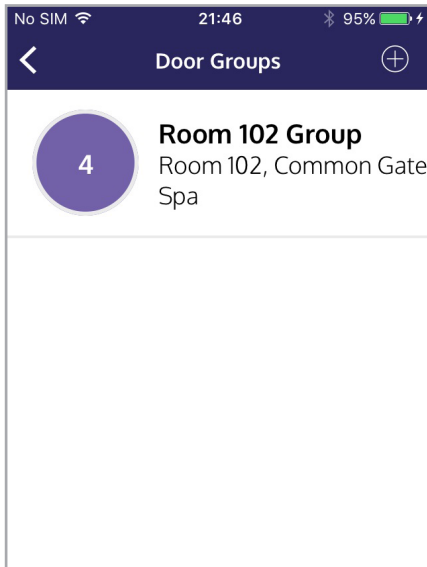 No SIM 21:46 95%
Door Groups
4
Room 102 Group
Room 102, Common Gate
Spa